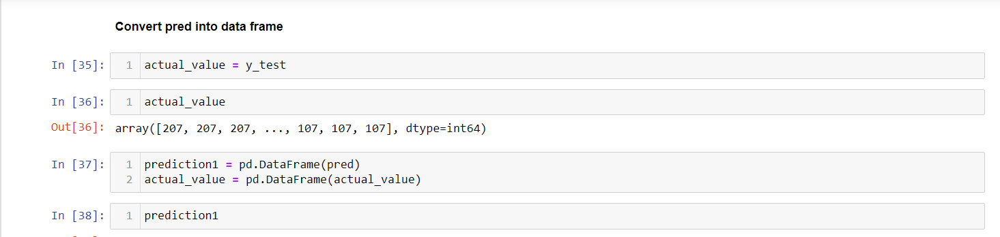 Convert pred into data frame
In [35]: 1 actual_value = y_test
In [36]: 1 actual_value
Out[36]: array([207, 207, 207, ..., 107, 107, 107], dtype=int64)
In [37]: 1 prediction1 = pd.DataFrame(pred)
2 actual_value = pd.DataFrame(actual_value)
In [38]: 1 prediction1